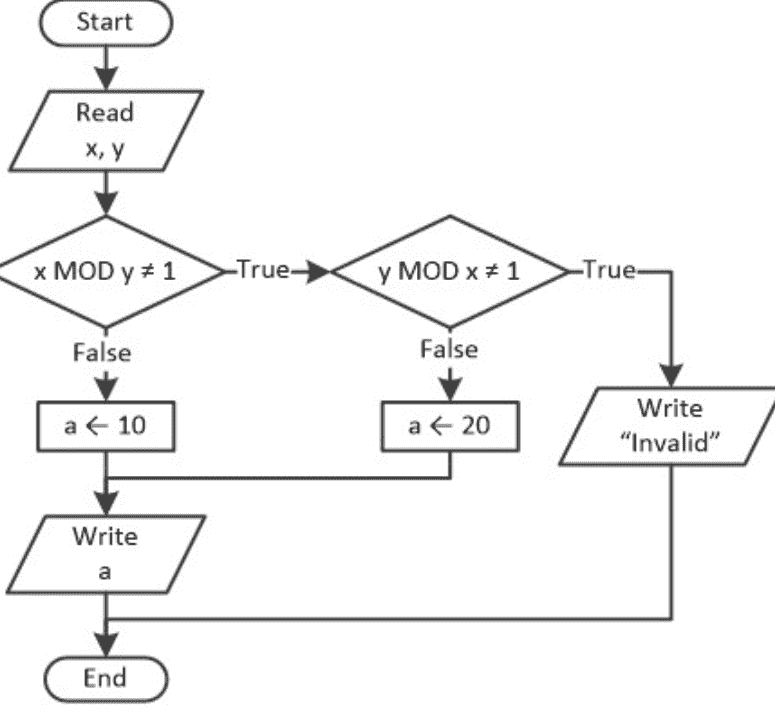 Start
Read
x, y
x MOD y ≠ 1
True
y MOD x ≠ 1
True
False
False
a ← 10
a ← 20
Write
“Invalid”
Write
a
End